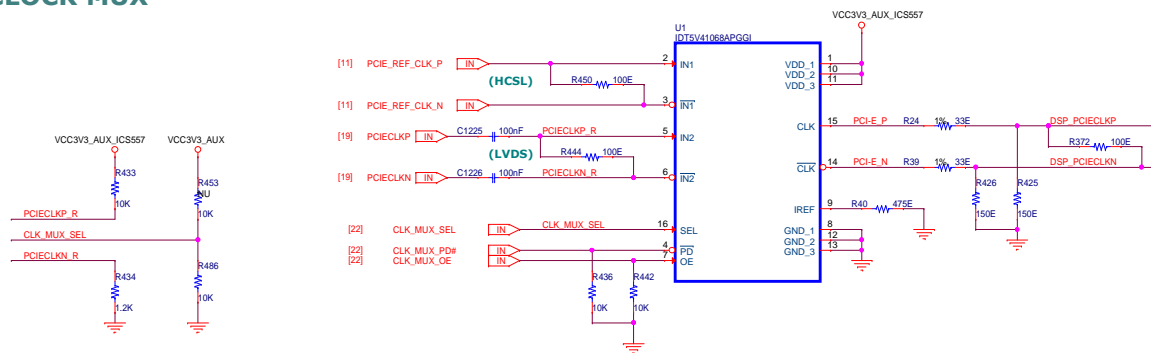 CLOCK MUX
VCC3V3_AUX_ICS557
U1
IDT5V41068APGGI
[11] PCIE_REF_CLK_P IN 2 IN1 VDD_1 1
VDD_2 10
VDD_3 11
(HCSL) R450 100E
[11] PCIE_REF_CLK_N IN 3 IN1
CLK 15 PCI-E_P R24 1% 33E DSP_PCIECLKP
[19] PCIECLKP IN C1225 100nF PCIECLKP_R 5 IN2
R372 100E
(LVDS) R444 100E
CLK 14 PCI-E_N R39 1% 33E DSP_PCIECLKN
[19] PCIECLKN IN C1226 100nF PCIECLKN_R 6 IN2
R426 R425
150E 150E
IREF 9 R40 475E
[22] CLK_MUX_SEL IN CLK_MUX_SEL 16 SEL
GND_1 8
GND_2 12
GND_3 13
[22] CLK_MUX_PD# IN 4 PD
[22] CLK_MUX_OE IN 7 OE
R436 R442
10K 10K
VCC3V3_AUX_ICS557 VCC3V3_AUX
R433 R453
NU
10K 10K
PCIECLKP_R
CLK_MUX_SEL
PCIECLKN_R
R434 R486
1.2K 10K